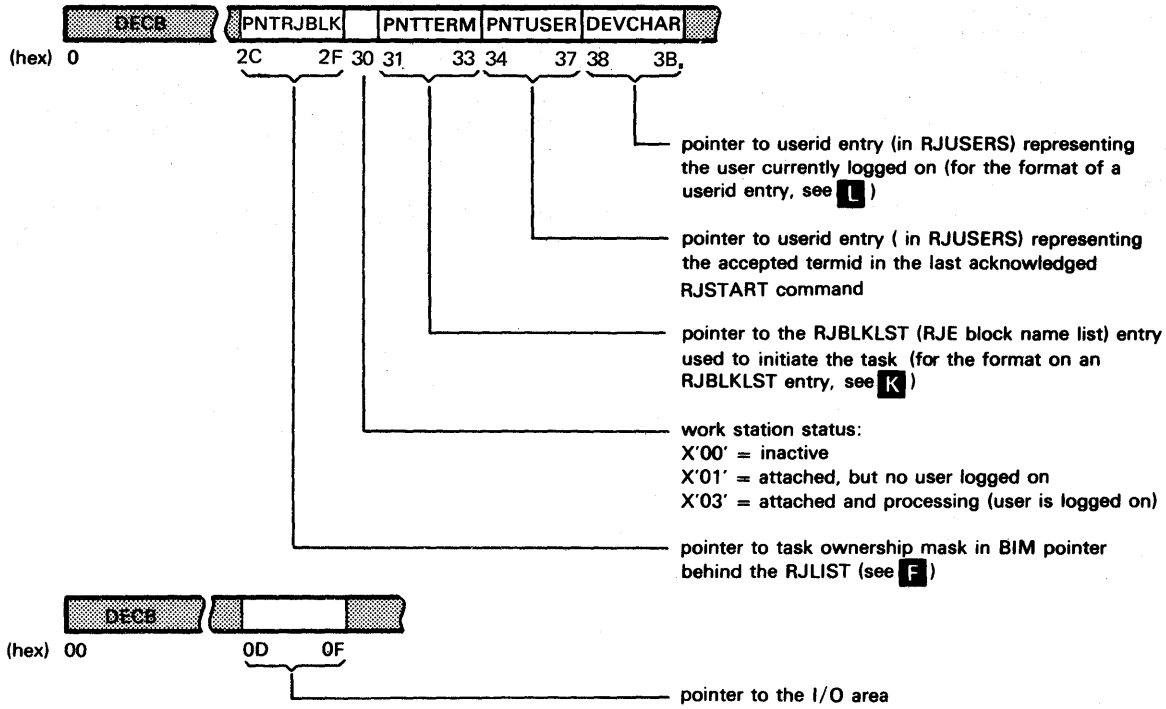 DECB PNTRJBLK PNTTERM PNTUSER DEVCHAR
(hex) 0 2C 2F 30 31 33 34 37 38 3B
pointer to userid entry (in RJUSERS) representing
the user currently logged on (for the format of a
userid entry, see L )
pointer to userid entry ( in RJUSERS) representing
the accepted termid in the last acknowledged
RJSTART command
pointer to the RJBLKLST (RJE block name list) entry
used to initiate the task (for the format on an
RJBLKLST entry, see K )
work station status:
X'00' = inactive
X'01' = attached, but no user logged on
X'03' = attached and processing (user is logged on)
pointer to task ownership mask in BIM pointer
behind the RJLIST (see F )
DECB
(hex) 00 0D 0F
pointer to the I/O area